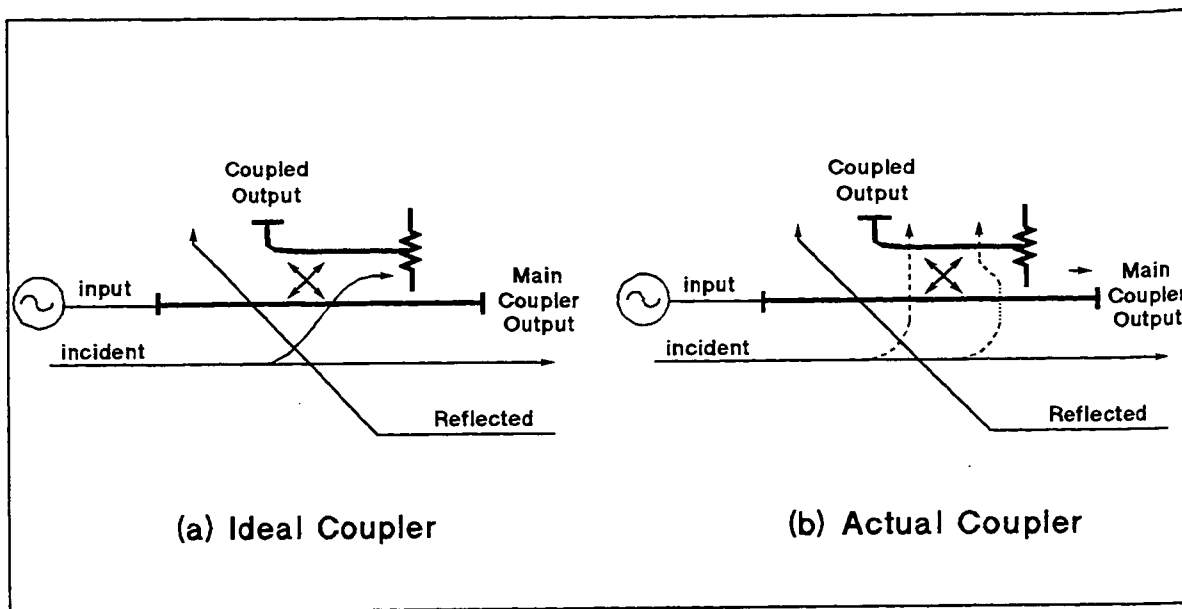 Coupled
Output
input
Main
Coupler
Output
incident
Reflected
(a) Ideal Coupler
Coupled
Output
input
Main
Coupler
Output
incident
Reflected
(b) Actual Coupler